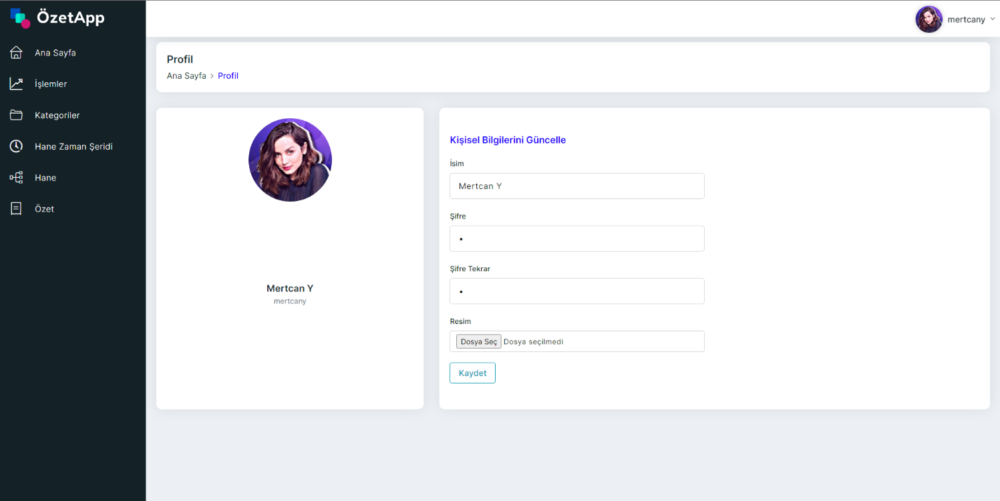 ÖzetApp
mertcany
Ana Sayfa
İşlemler
Kategoriler
Hane Zaman Şeridi
Hane
Özet
Profil
Ana Sayfa > Profil
Mertcan Y
mertcany
Kişisel Bilgilerini Güncelle
İsim
Mertcan Y
Şifre
•
Şifre Tekrar
•
Resim
Dosya Seç Dosya seçilmedi
Kaydet